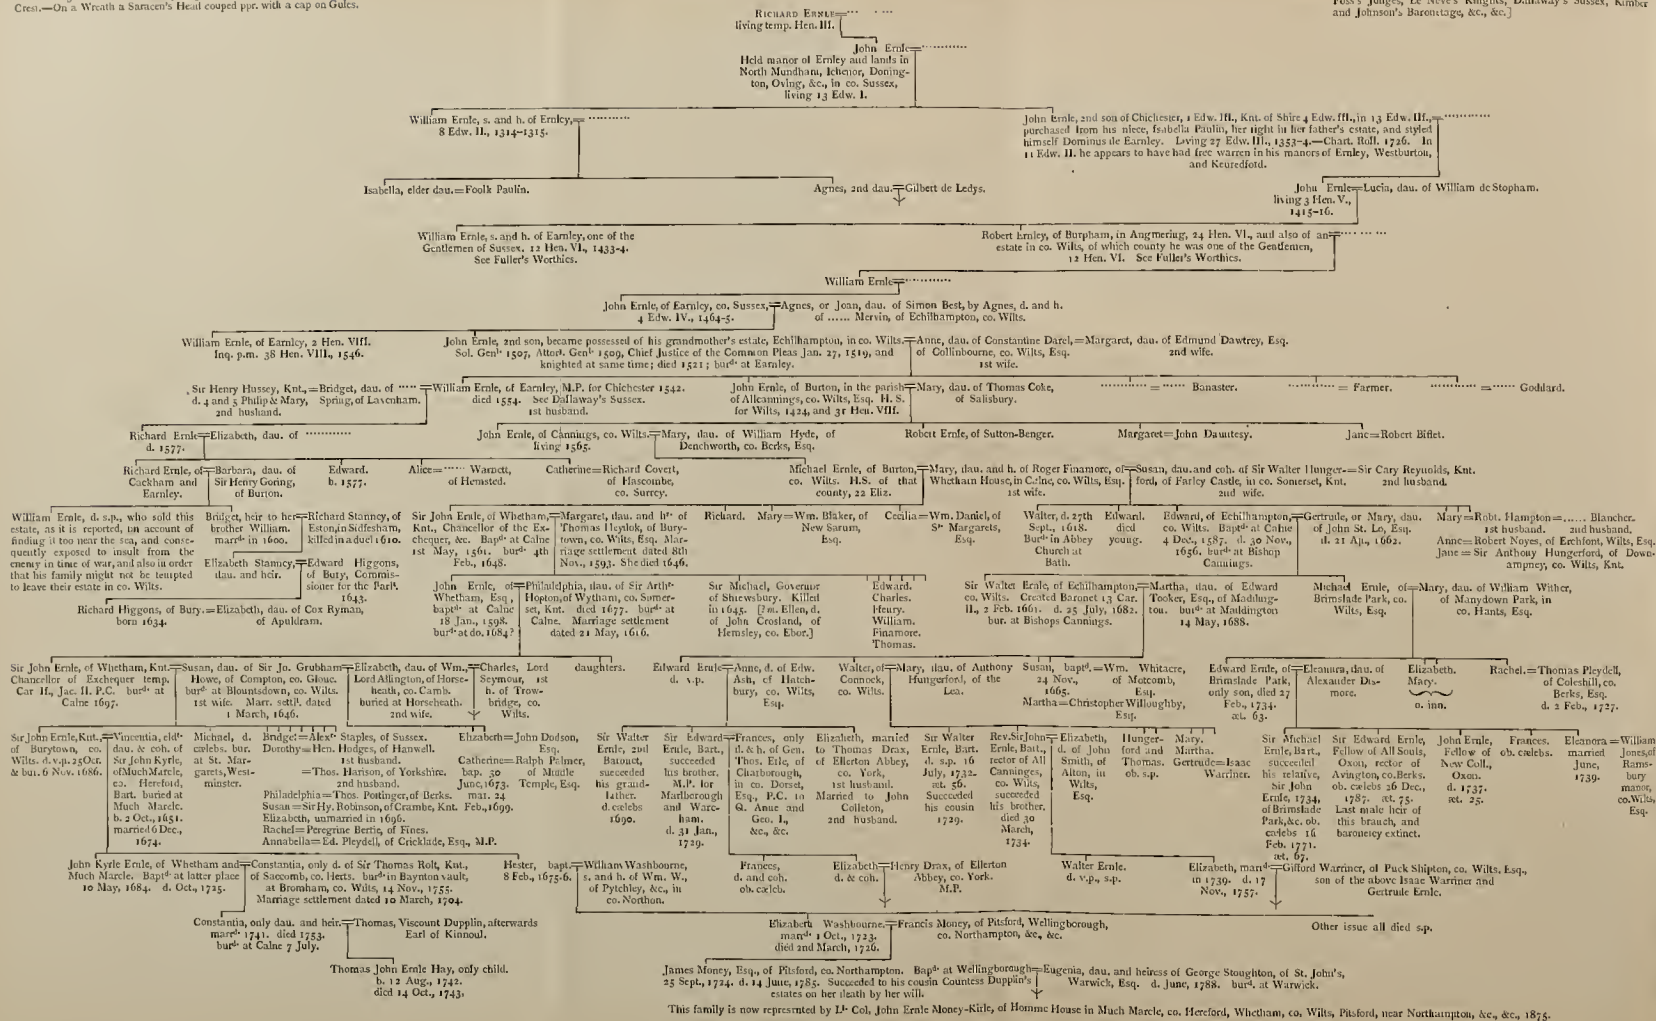 Crest.—On a Wreath a Saracen's Head couped ppr. with a cap on Gules.
Foss's Judges, Le Neve's Knights, Dallaway's Sussex, Kimber
and Johnson's Baronetage, &c., &c.]
RICHARD ERNLE=
living temp. Hen. III.
John Ernle=
Held manor of Ernley and lands in
North Mundham, Ichenor, Doning-
ton, Oving, &c., in co. Sussex,
living 13 Edw. I.
William Ernle, s. and h. of Ernley,=
8 Edw. II., 1314-1315.
John Ernle, 2nd son of Chichester, 1 Edw. III., Knt. of Shire 4 Edw. III., in 13 Edw. III.,=
purchased from his niece, Isabella Paulin, her right in her father's estate, and styled
himself Dominus de Earnley. Living 27 Edw. III., 1353-4.—Chart. Roll. 1726. In
11 Edw. II. he appears to have had free warren in his manors of Ernley, Westburton,
and Keuredford.
Isabella, elder dau.=Foolk Paulin.
Agnes, 2nd dau.=Gilbert de Ledys.
John Ernle=Lucia, dau. of William de Stopham.
living 3 Hen. V.,
1415-16.
William Ernle, s. and h. of Earnley, one of the
Gentlemen of Sussex. 12 Hen. VI., 1433-4.
See Fuller's Worthies.
Robert Ernley, of Burpham, in Angmering, 24 Hen. VI., and also of an=
estate in co. Wilts, of which county he was one of the Gentlemen,
12 Hen. VI. See Fuller's Worthies.
William Ernle=
John Ernle, of Earnley, co. Sussex,=Agnes, or Joan, dau. of Simon Best, by Agnes, d. and h.
4 Edw. IV., 1464-5. of ...... Mervin, of Echilhampton, co. Wilts.
William Ernle, of Earnley, 2 Hen. VIII.
Inq. p.m. 38 Hen. VIII., 1546.
John Ernle, 2nd son, became possessed of his grandmother's estate, Echilhampton, in co. Wilts.=Anne, dau. of Constantine Darel,=Margaret, dau. of Edmund Dawtrey, Esq.
Sol. Genl. 1507, Attor. Genl. 1509, Chief Justice of the Common Pleas Jan. 27, 1519, and of Collinbourne, co. Wilts, Esq. 2nd wife.
knighted at same time; died 1521; burd. at Earnley. 1st wife.
Sir Henry Hussey, Knt.,=Bridget, dau. of ..... =William Ernle, of Earnley, M.P. for Chichester 1542.
d. 4 and 5 Philip & Mary, Spring, of Lavenham. died 1554. See Dallaway's Sussex.
2nd husband. 1st husband.
John Ernle, of Burton, in the parish=Mary, dau. of Thomas Coke,
of Allcannings, co. Wilts, Esq. H. S. of Salisbury.
for Wilts, 1424, and 31 Hen. VIII.
............ = ...... Banaster. ............ = Farmer. ............ =...... Goddard.
Richard Ernle=Elizabeth, dau. of ............
d. 1577.
John Ernle, of Cannings, co. Wilts.=Mary, dau. of William Hyde, of
living 1565. Denchworth, co. Berks, Esq.
Robert Ernle, of Sutton-Benger. Margaret=John Dauntesy. Jane=Robert Biflet.
Richard Ernle, of=Barbara, dau. of
Cackham and Sir Henry Goring,
Earnley. of Burton.
Edward.
b. 1577.
Alice=...... Warnett,
of Hemsted.
Catherine=Richard Covert,
of Hascombe,
co. Surrey.
Michael Ernle, of Burton,=Mary, dau. and h. of Roger Finamore, of=Susan, dau. and coh. of Sir Walter Hunger-=Sir Cary Reynolds, Knt.
co. Wilts. H.S. of that Whetham House, in Calne, co. Wilts, Esq. ford, of Farley Castle, in co. Somerset, Knt. 2nd husband.
county, 22 Eliz. 1st wife. 2nd wife.
William Ernle, d. s.p., who sold this
estate, as it is reported, on account of
finding it too near the sea, and conse-
quently exposed to insult from the
enemy in time of war, and also in order
that his family might not be tempted
to leave their estate in co. Wilts.
Bridget, heir to her=Richard Stanney, of
brother William. Eston, in Sidlesham,
marrd. in 1600. killed in a duel 1610.
Elizabeth Stanney,=Edward Higgons,
dau. and heir. of Bury, Commis-
sioner for the Parlt.
1643.
Richard Higgons, of Bury.=Elizabeth, dau. of Cox Ryman,
born 1634. of Apuldram.
Sir John Ernle, of Whetham,=Margaret, dau. and hr. of
Knt., Chancellor of the Ex- Thomas Heydok, of Bury-
chequer, &c. Bapd. at Calne town, co. Wilts, Esq. Mar-
1st May, 1561. burd. 4th riage settlement dated 8th
Feb., 1648. Nov., 1593. She died 1646.
Richard. Mary=Wm. Blaker, of
New Sarum,
Esq.
Cecilia=Wm. Daniel, of
St. Margarets,
Esq.
Walter, d. 27th
Sept., 1618.
Burd. in Abbey
Church at
Bath.
Edward.
died
young.
Edward, of Echilhampton,=Gertrude, or Mary, dau.
co. Wilts. Baptd. at Calne of John St. Lo, Esq.
4 Dec., 1587. d. 30 Nov., d. 21 Ap., 1662.
1656. burd. at Bishop
Cannings.
Mary=Robt. Hampton=...... Blancher.
1st husband. 2nd husband.
Anne=Robert Noyes, of Erchfont, Wilts, Esq.
Jane = Sir Anthony Hungerford, of Down-
ampney, co. Wilts, Knt.
John Ernle, of=Philadelphia, dau. of Sir Arthr.
Whetham, Esq., Hopton, of Wytham, co. Somer-
baptd. at Calne set, Knt. died 1677. burd. at
18 Jan., 1598. Calne. Marriage settlement
burd. at do. 1684? dated 21 May, 1616.
Sir Michael, Governor
of Shrewsbury. Killed
in 1645. [?m. Ellen, d.
of John Crosland, of
Hemsley, co. Ebor.]
Edward.
Charles.
Henry.
William.
Finamore.
Thomas.
Sir Walter Ernle, of Echilhampton,=Martha, dau. of Edward
co. Wilts. Created Baronet 13 Car. Tooker, Esq., of Madding-
II., 2 Feb. 1661. d. 25 July, 1682. ton. burd. at Maddington
bur. at Bishops Cannings. 14 May, 1688.
Michael Ernle, of=Mary, dau. of William Wither,
Brimslade Park, co. of Manydown Park, in
Wilts, Esq. co. Hants, Esq.
Sir John Ernle, of Whetham, Knt.=Susan, dau. of Sir Jo. Grubham=Elizabeth, dau. of Wm.,=Charles, Lord
Chancellor of Exchequer temp. Howe, of Compton, co. Glouc. Lord Allington, of Horse- Seymour, 1st
Car II., Jac. II. P.C. burd. at burd. at Blountsdown, co. Wilts. heath, co. Camb. h. of Trow-
Calne 1697. 1st wife. Marr. settlt. dated buried at Horseheath. bridge, co.
1 March, 1646. 2nd wife. Wilts.
daughters.
Edward Ernle=Anne, d. of Edw.
d. v.p. Ash, of Hatch-
bury, co. Wilts,
Esq.
Walter, of=Mary, dau. of Anthony
Connock, Hungerford, of the
co. Wilts. Lea.
Susan, baptd.=Wm. Whitacre,
24 Nov., of Motcomb,
1665. Esq.
Martha=Christopher Willoughby,
Esq.
Edward Ernle, of=Eleanura, dau. of
Brimslade Park, Alexander Dis-
only son, died 27 more.
Feb., 1734.
æt. 63.
Elizabeth.
Mary.
o. inn.
Rachel.=Thomas Pleydell,
of Coleshill, co.
Berks, Esq.
d. 2 Feb., 1727.
Sir John Ernle, Knt.,=Vincentia, eldt.
of Burytown, co. dau. & coh. of
Wilts. d. v.p. 25 Oct. Sir John Kyrle,
& bur. 6 Nov. 1686. of Much Marcle,
co. Hereford,
Bart. buried at
Much Marcle.
b. 2 Oct., 1651.
married 6 Dec.,
1674.
Michael, d.
cælebs. bur.
at St. Mar-
garets, West-
minster.
Bridget=Alexr. Staples, of Sussex.
Dorothy=Hen. Hodges, of Hanwell.
1st husband.
=Thos. Harison, of Yorkshire.
2nd husband.
Philadelphia=Thos. Pottinger, of Berks.
Susan=Sir Hy. Robinson, of Crambe, Knt.
Elizabeth, unmarried in 1696.
Rachel=Peregrine Bertie, of Fines.
Annabella=Ed. Pleydell, of Cricklade, Esq., M.P.
Elizabeth=John Dodson,
Esq.
Catherine=Ralph Palmer,
bap. 30 of Middle
June, 1673. Temple, Esq.
mar. 24
Feb., 1699.
Sir Walter
Ernle, 2nd
Baronet,
succeeded
his grand-
father.
d. cælebs
1690.
Sir Edward=Frances, only
Ernle, Bart., d. & h. of Gen.
succeeded Thos. Erle, of
his brother. Charborough,
M.P. for in co. Dorset,
Marlborough Esq., P.C. to
and Ware- Q. Anne and
ham. Geo. I.,
d. 31 Jan., &c., &c.
1729.
Elizabeth, married
to Thomas Drax,
of Ellerton Abbey,
co. York,
1st husband.
Married to John
Colleton,
2nd husband.
Sir Walter
Ernle, Bart.
d. s.p. 16
July, 1732.
æt. 56.
Succeeded
his cousin
1729.
Rev. Sir John=Elizabeth,
Ernle, Bart., d. of John
rector of All Smith, of
Canninges, Alton, in
co. Wilts, Wilts,
succeeded Esq.
his brother.
died 30
March,
1734.
Hunger-
ford and
Thomas.
ob. s.p.
Mary.
Martha.
Gertrude=Isaac
Warriner.
Sir Michael
Ernle, Bart.,
succeeded
his relative,
Sir John
Ernle, 1734,
of Brimslade
Park, &c. ob.
cælebs 16
Feb. 1771.
æt. 67.
Sir Edward Ernle,
Fellow of All Souls,
Oxon, rector of
Avington, co. Berks.
ob. cælebs 26 Dec.,
1787. æt. 75.
Last male heir of
this branch, and
baronetcy extinct.
John Ernle,
Fellow of
New Coll.,
Oxon.
d. 1737.
æt. 25.
Frances.
ob. cælebs.
Eleanora=William
married Jones, of
June, Rams-
1739. bury
manor,
co. Wilts,
Esq.
John Kyrle Ernle, of Whetham and=Constantia, only d. of Sir Thomas Rolt, Knt.,
Much Marcle. Baptd. at latter place of Saccomb, co. Herts. burd. in Baynton vault,
10 May, 1684. d. Oct., 1725. at Bromham, co. Wilts, 14 Nov., 1755.
Marriage settlement dated 10 March, 1704.
Hester, bapt.=William Washbourne,
8 Feb., 1675.6. s. and h. of Wm. W.,
of Pytchley, &c., in
co. Northon.
Frances,
d. and coh.
ob. cæleb.
Elizabeth=Henry Drax, of Ellerton
d. & coh. Abbey, co. York.
M.P.
Walter Ernle.
d. v.p., s.p.
Elizabeth, mard.=Gifford Warriner, of Puck Shipton, co. Wilts, Esq.,
in 1739. d. 17 son of the above Isaac Warriner and
Nov., 1757. Gertrude Ernle.
Constantia, only dau. and heir.=Thomas, Viscount Dupplin, afterwards
marrd. 1741. died 1753. Earl of Kinnoul.
burd. at Calne 7 July.
Elizabeth Washbourne.=Francis Money, of Pitsford, Wellingborough,
mard. 1 Oct., 1723. co. Northampton, &c., &c.
died 2nd March, 1726.
Other issue all died s.p.
Thomas John Ernle Hay, only child.
b. 12 Aug., 1742.
died 14 Oct., 1743.
James Money, Esq., of Pitsford, co. Northampton. Bapd. at Wellingborough=Eugenia, dau. and heiress of George Stoughton, of St. John's,
25 Sept., 1724. d. 14 June, 1785. Succeeded to his cousin Countess Dupplin's Warwick, Esq. d. June, 1788. burd. at Warwick.
estates on her death by her will.
This family is now represented by Lt. Col. John Ernle Money-Kirle, of Homme House in Much Marcle, co. Hereford, Whetham, co. Wilts, Pitsford, near Northampton, &c., &c., 1875.